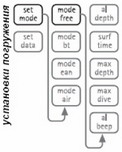 установки погружения
set mode
set data
mode free
mode bt
mode ean
mode air
al depth
surf time
max depth
max dive
al beep